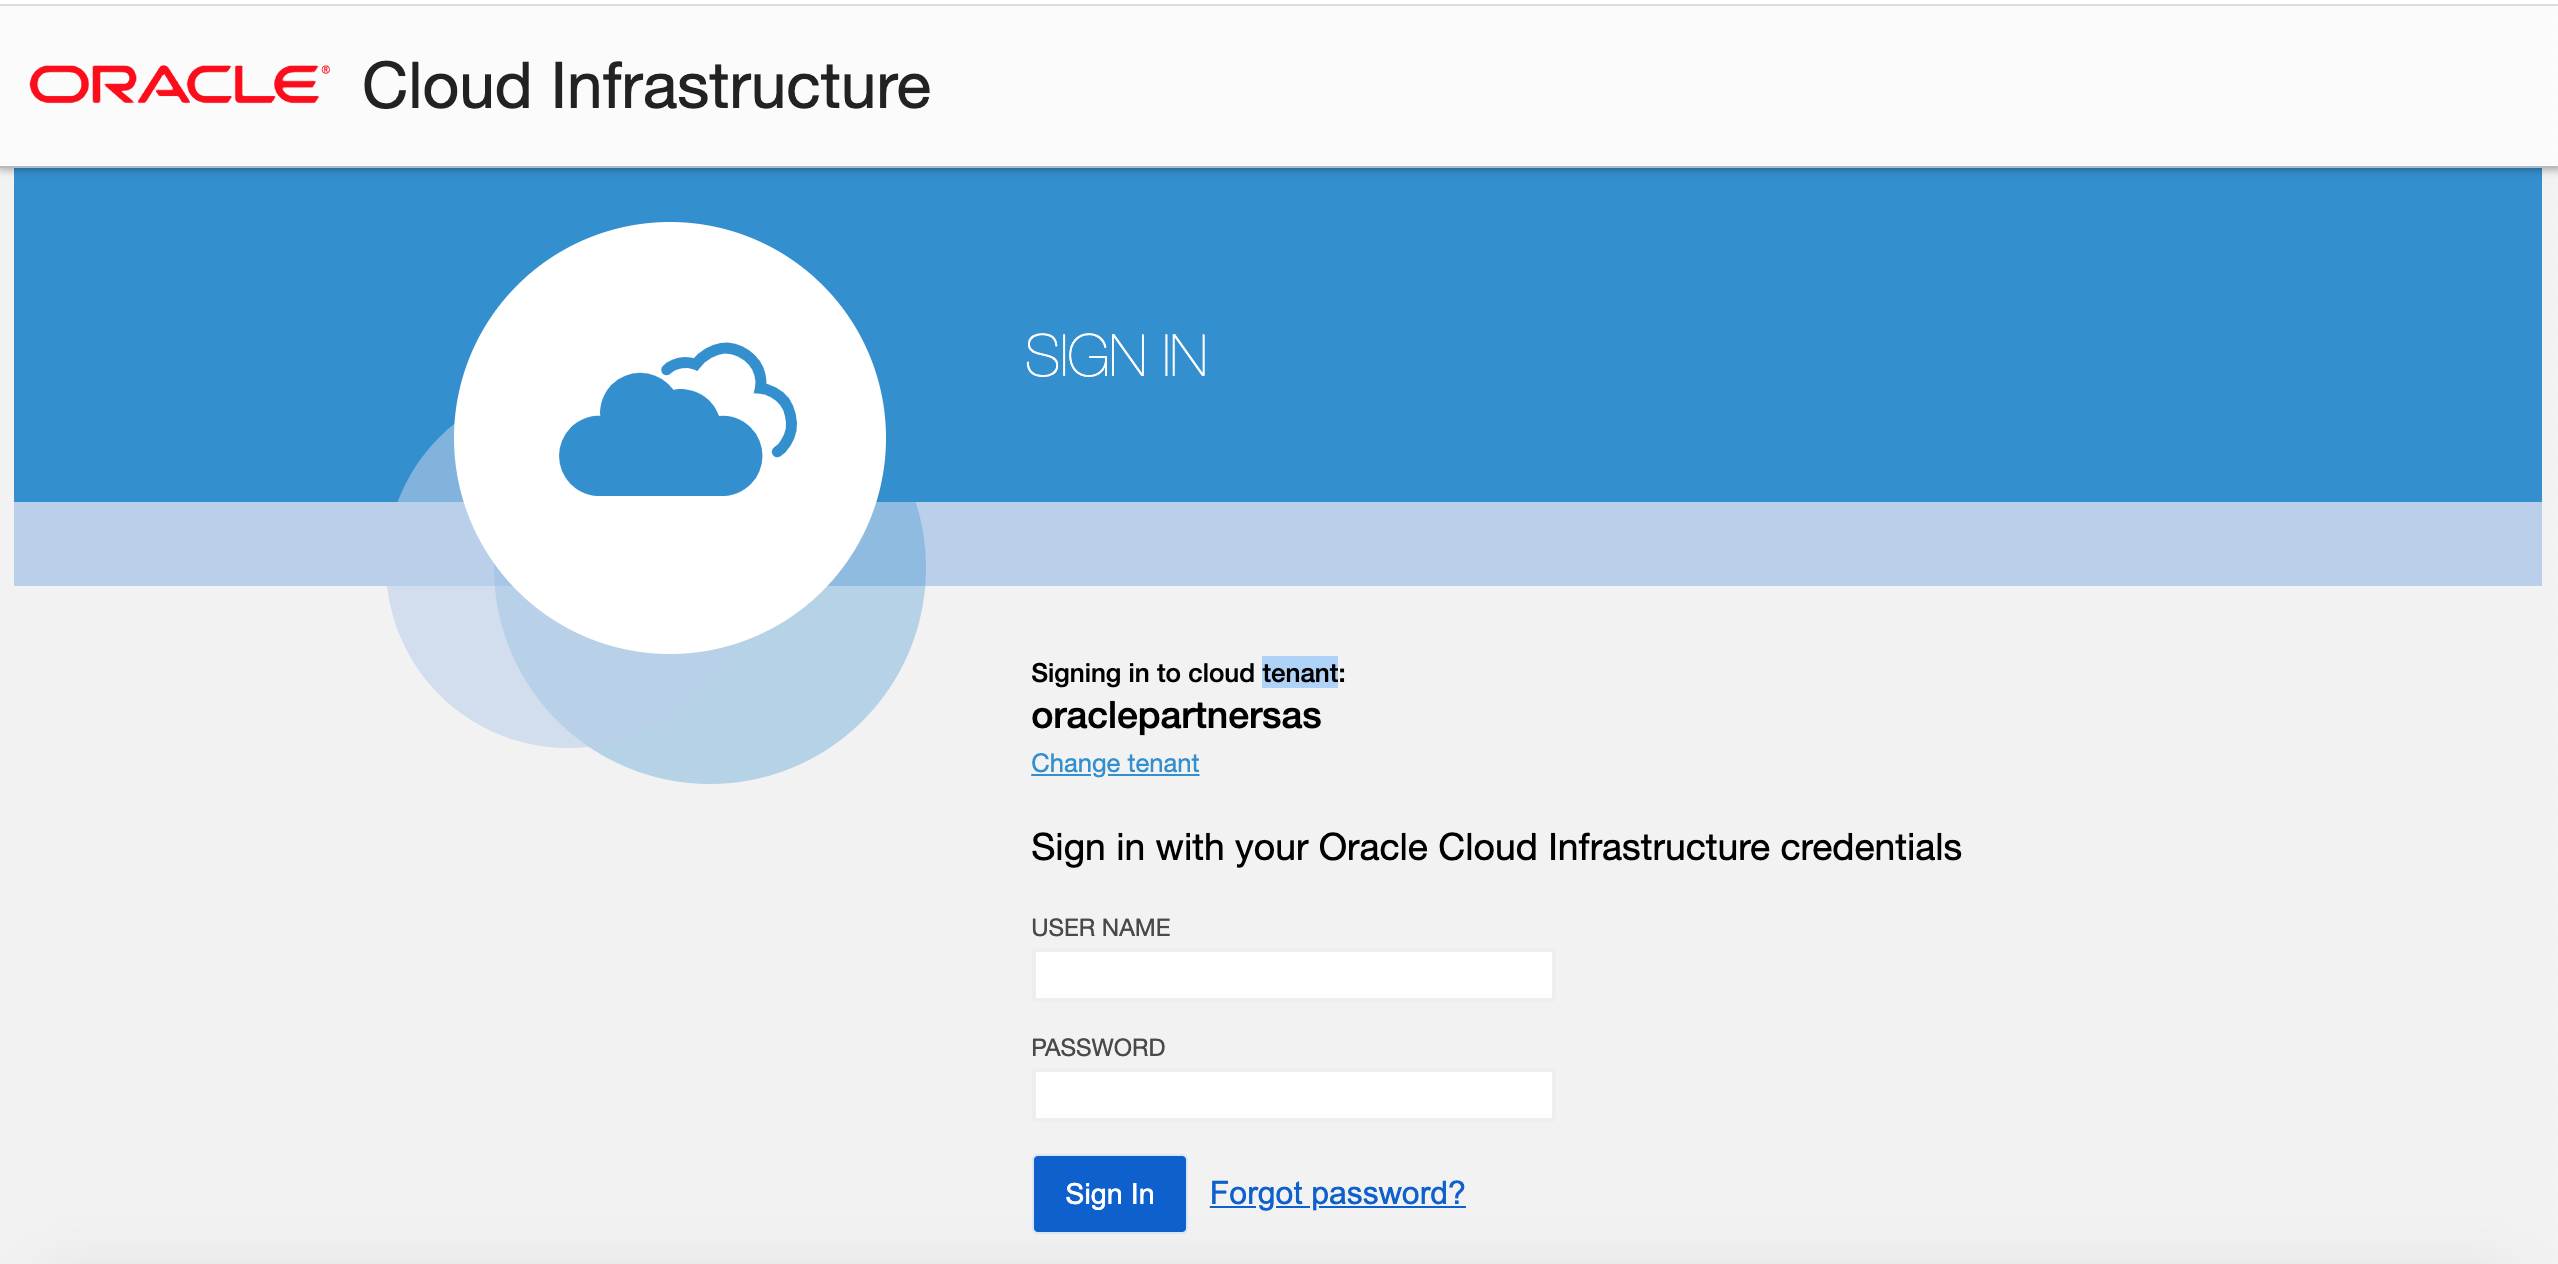 ORACLE® Cloud Infrastructure
SIGN IN
Signing in to cloud tenant:
oraclepartnersas
Change tenant
Sign in with your Oracle Cloud Infrastructure credentials
USER NAME
PASSWORD
Sign In Forgot password?